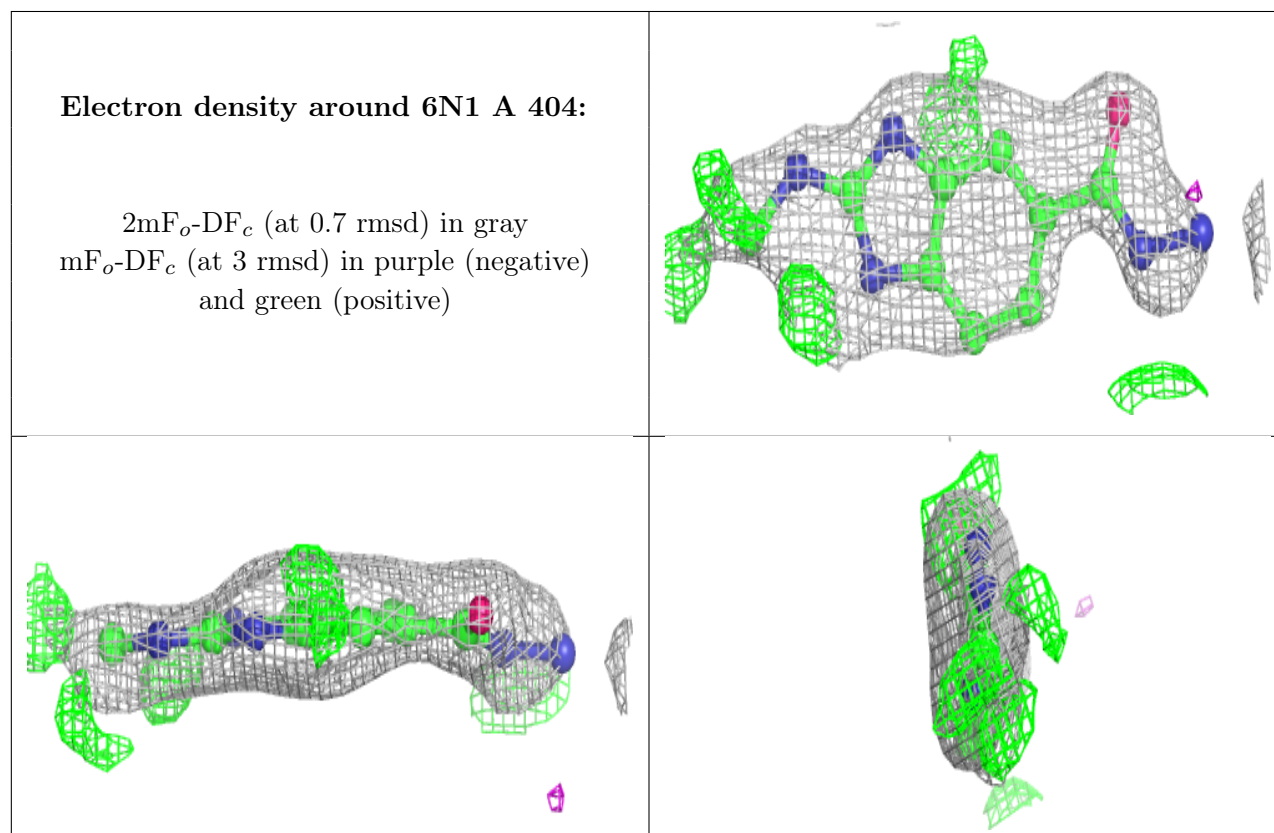 Electron density around 6N1 A 404:
2mFo-DFc (at 0.7 rmsd) in gray
mFo-DFc (at 3 rmsd) in purple (negative)
and green (positive)